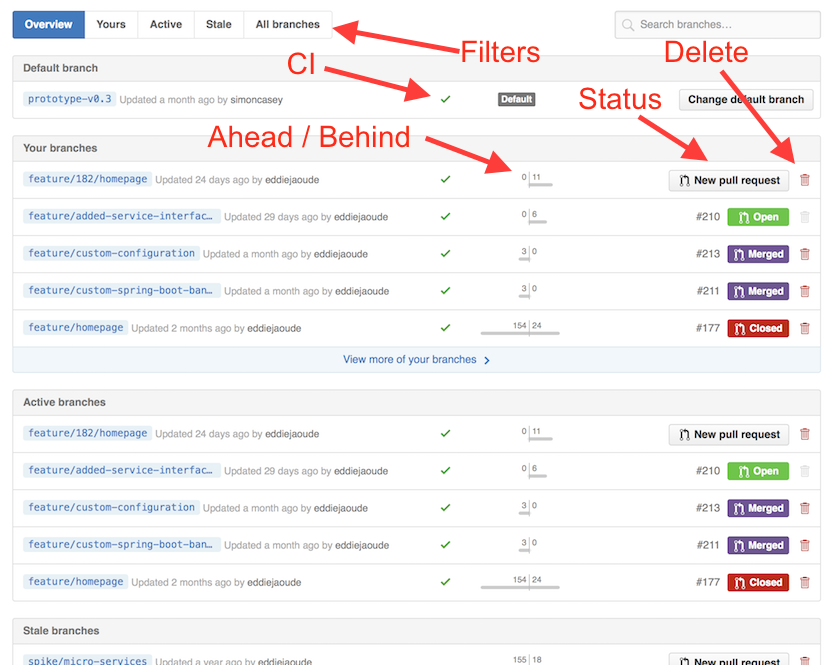 Overview Yours Active Stale All branches Search branches…
Filters
Delete
Default branch
CI
prototype-v0.3 Updated a month ago by simoncasey Default Change default branch
Status
Ahead / Behind
Your branches
feature/182/homepage Updated 24 days ago by eddiejaoude 0 11 New pull request
feature/added-service-interfac… Updated 29 days ago by eddiejaoude 0 6 #210 Open
feature/custom-configuration Updated a month ago by eddiejaoude 3 0 #213 Merged
feature/custom-spring-boot-ban… Updated a month ago by eddiejaoude 3 0 #211 Merged
feature/homepage Updated 2 months ago by eddiejaoude 154 24 #177 Closed
View more of your branches
Active branches
feature/182/homepage Updated 24 days ago by eddiejaoude 0 11 New pull request
feature/added-service-interfac… Updated 29 days ago by eddiejaoude 0 6 #210 Open
feature/custom-configuration Updated a month ago by eddiejaoude 3 0 #213 Merged
feature/custom-spring-boot-ban… Updated a month ago by eddiejaoude 3 0 #211 Merged
feature/homepage Updated 2 months ago by eddiejaoude 154 24 #177 Closed
Stale branches
spike/micro-services Updated a year ago by eddiejaoude 155 18 New pull request